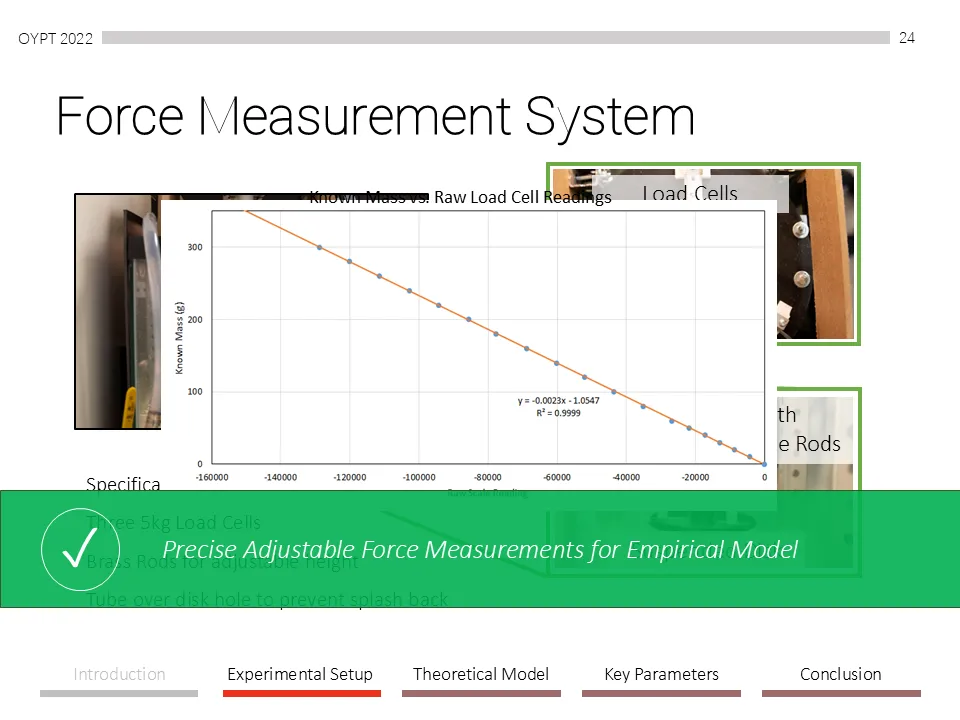 OYPT 2022
24
Force Measurement System
Load Cells
Known Mass vs. Raw Load Cell Readings
Known Mass (g)
300
200
100
0
y = -0.0023x - 1.0547
R² = 0.9999
-160000 -140000 -120000 -100000 -80000 -60000 -40000 -20000 0
Raw Scale Reading
th
e Rods
Specifica
Three 5kg Load Cells
Precise Adjustable Force Measurements for Empirical Model
Brass Rods for adjustable height
Tube over disk hole to prevent splash back
Introduction
Experimental Setup
Theoretical Model
Key Parameters
Conclusion